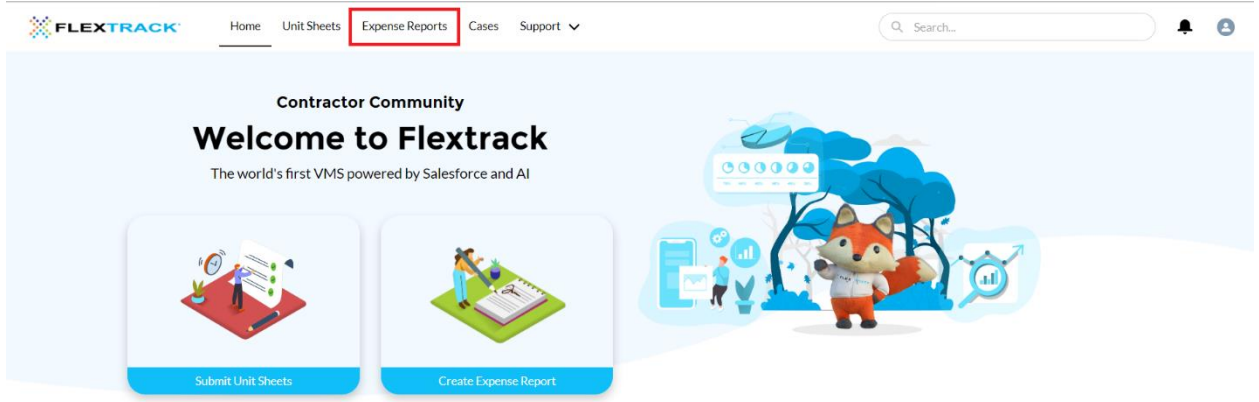 FLEXTRACK Home Unit Sheets Expense Reports Cases Support Search...
Contractor Community
Welcome to Flextrack
The world's first VMS powered by Salesforce and AI
Submit Unit Sheets Create Expense Report